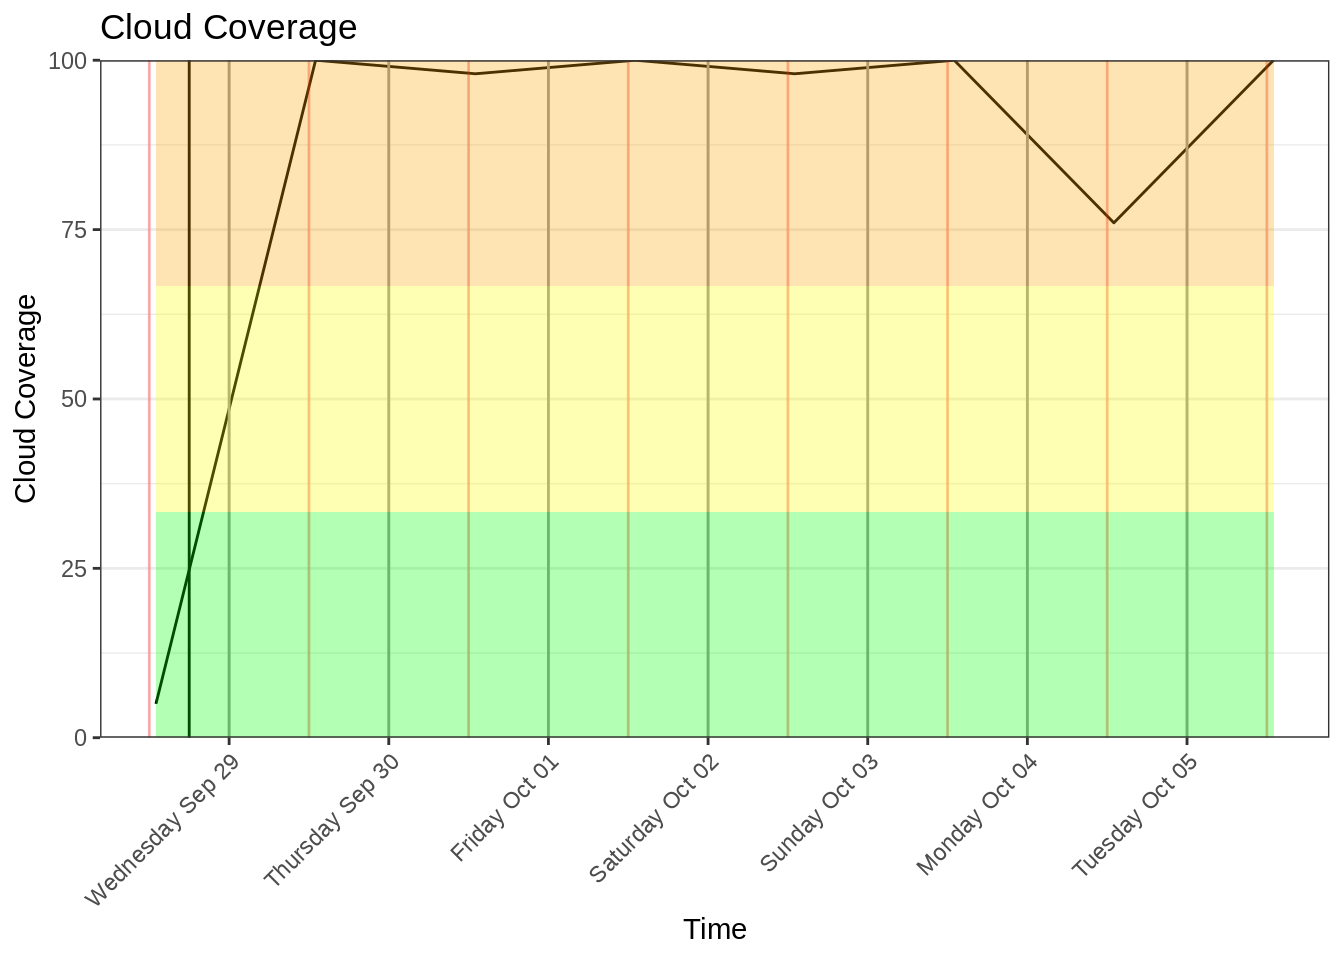 Cloud Coverage
100
75
50
25
0
Cloud Coverage
Wednesday Sep 29
Thursday Sep 30
Friday Oct 01
Saturday Oct 02
Sunday Oct 03
Monday Oct 04
Tuesday Oct 05
Time